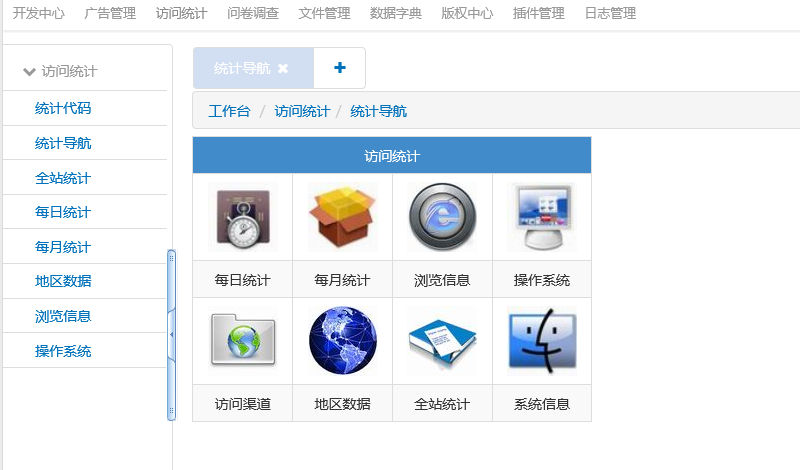 开发中心 广告管理 访问统计 问卷调查 文件管理 数据字典 版权中心 插件管理 日志管理
访问统计
统计代码
统计导航
全站统计
每日统计
每月统计
地区数据
浏览信息
操作系统
统计导航 ✖ +
工作台 / 访问统计 / 统计导航
访问统计
每日统计 每月统计 浏览信息 操作系统
访问渠道 地区数据 全站统计 系统信息